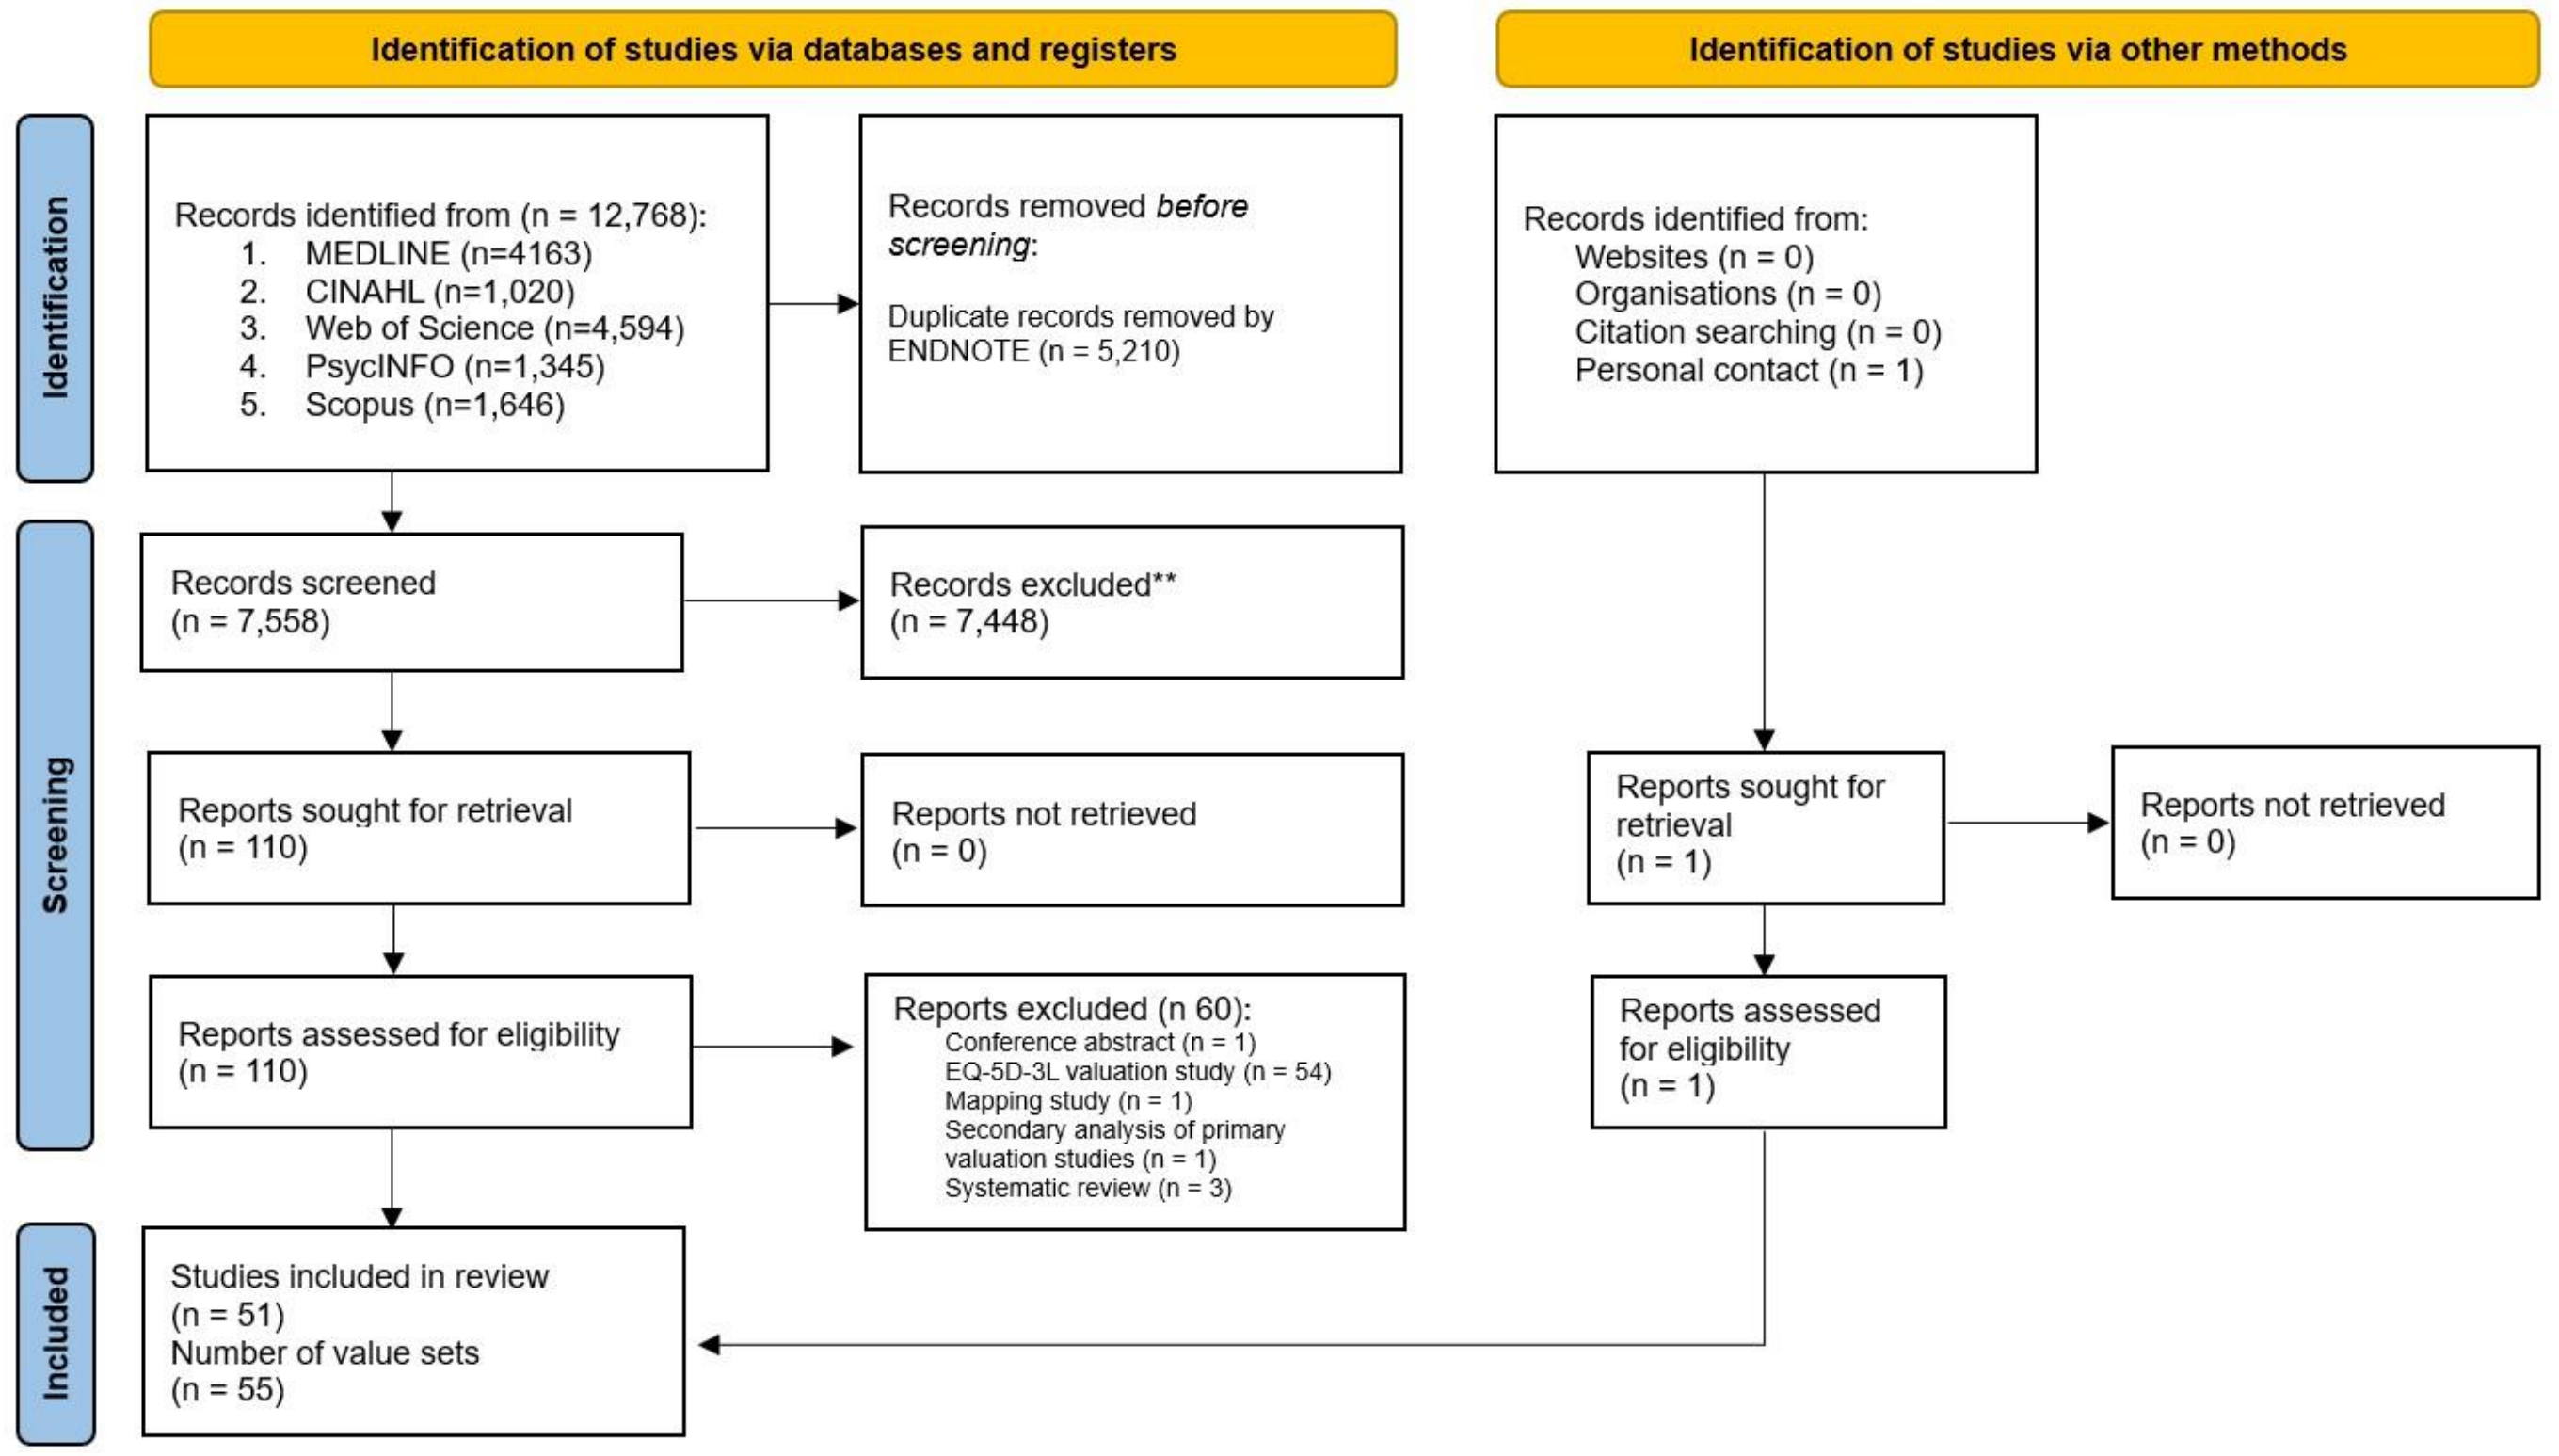 Identification of studies via databases and registers
Identification of studies via other methods
Identification
Records identified from (n = 12,768):
1. MEDLINE (n=4163)
2. CINAHL (n=1,020)
3. Web of Science (n=4,594)
4. PsycINFO (n=1,345)
5. Scopus (n=1,646)
Records removed before
screening:
Duplicate records removed by
ENDNOTE (n = 5,210)
Records identified from:
Websites (n = 0)
Organisations (n = 0)
Citation searching (n = 0)
Personal contact (n = 1)
Screening
Records screened
(n = 7,558)
Records excluded**
(n = 7,448)
Reports sought for retrieval
(n = 110)
Reports not retrieved
(n = 0)
Reports sought for
retrieval
(n = 1)
Reports not retrieved
(n = 0)
Reports assessed for eligibility
(n = 110)
Reports excluded (n 60):
Conference abstract (n = 1)
EQ-5D-3L valuation study (n = 54)
Mapping study (n = 1)
Secondary analysis of primary
valuation studies (n = 1)
Systematic review (n = 3)
Reports assessed
for eligibility
(n = 1)
Included
Studies included in review
(n = 51)
Number of value sets
(n = 55)